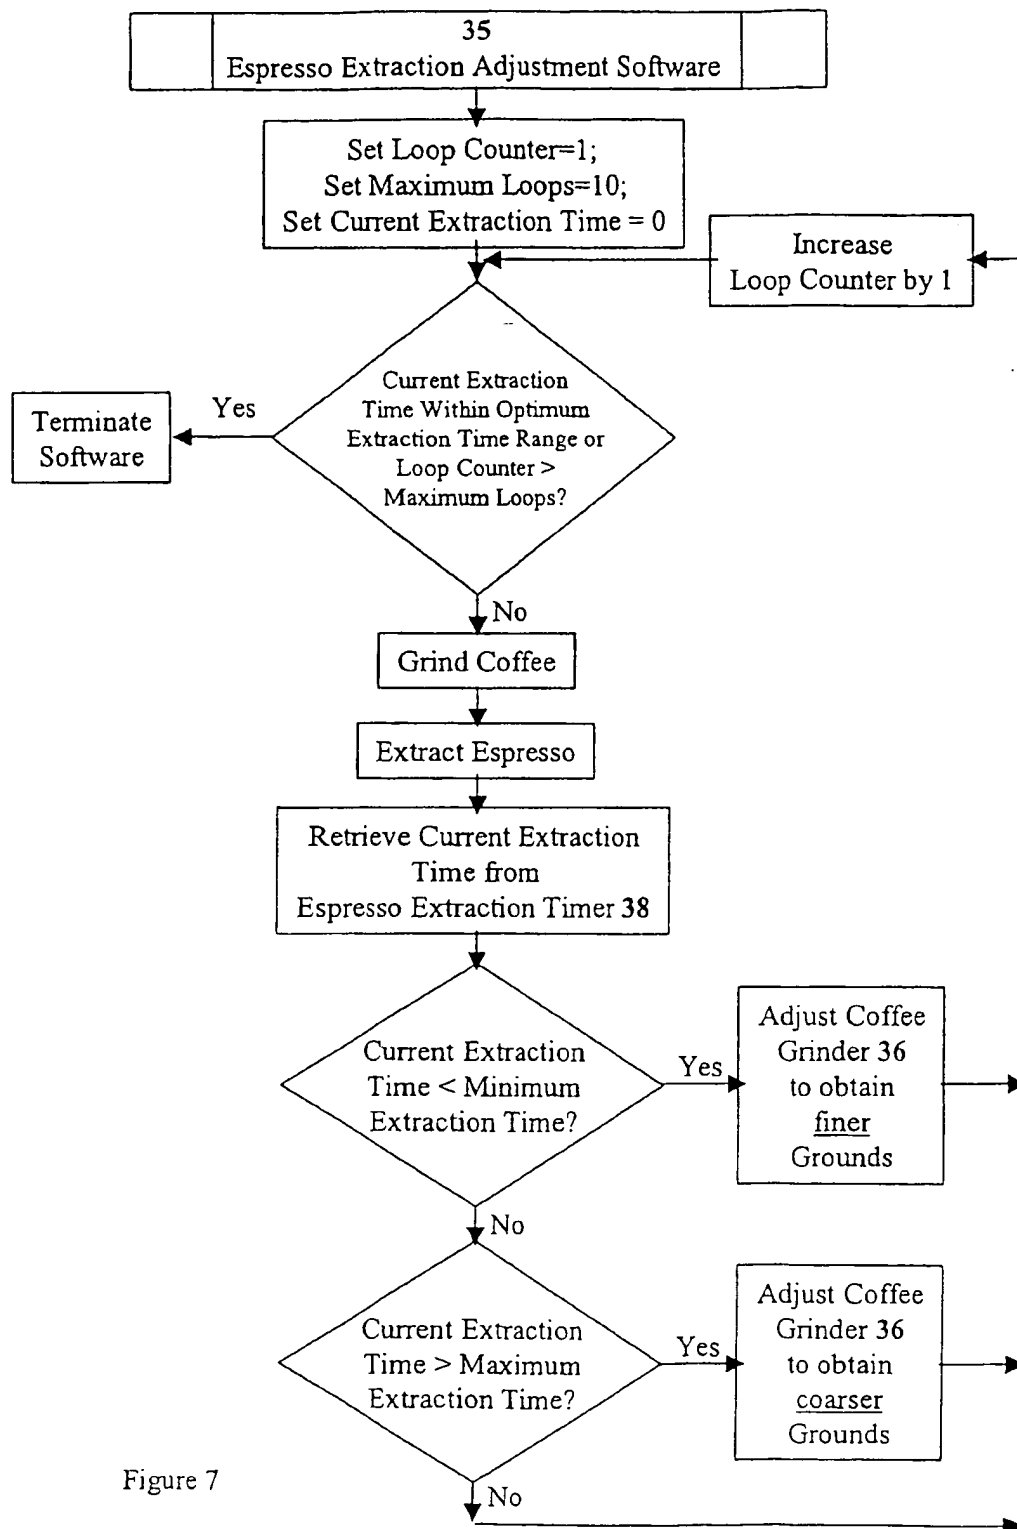 35
Espresso Extraction Adjustment Software
Set Loop Counter=1;
Set Maximum Loops=10;
Set Current Extraction Time = 0
Increase
Loop Counter by 1
Current Extraction
Time Within Optimum
Extraction Time Range or
Loop Counter >
Maximum Loops?
Yes
Terminate
Software
No
Grind Coffee
Extract Espresso
Retrieve Current Extraction
Time from
Espresso Extraction Timer 38
Current Extraction
Time < Minimum
Extraction Time?
Yes
Adjust Coffee
Grinder 36
to obtain
finer
Grounds
No
Current Extraction
Time > Maximum
Extraction Time?
Yes
Adjust Coffee
Grinder 36
to obtain
coarser
Grounds
No
Figure 7